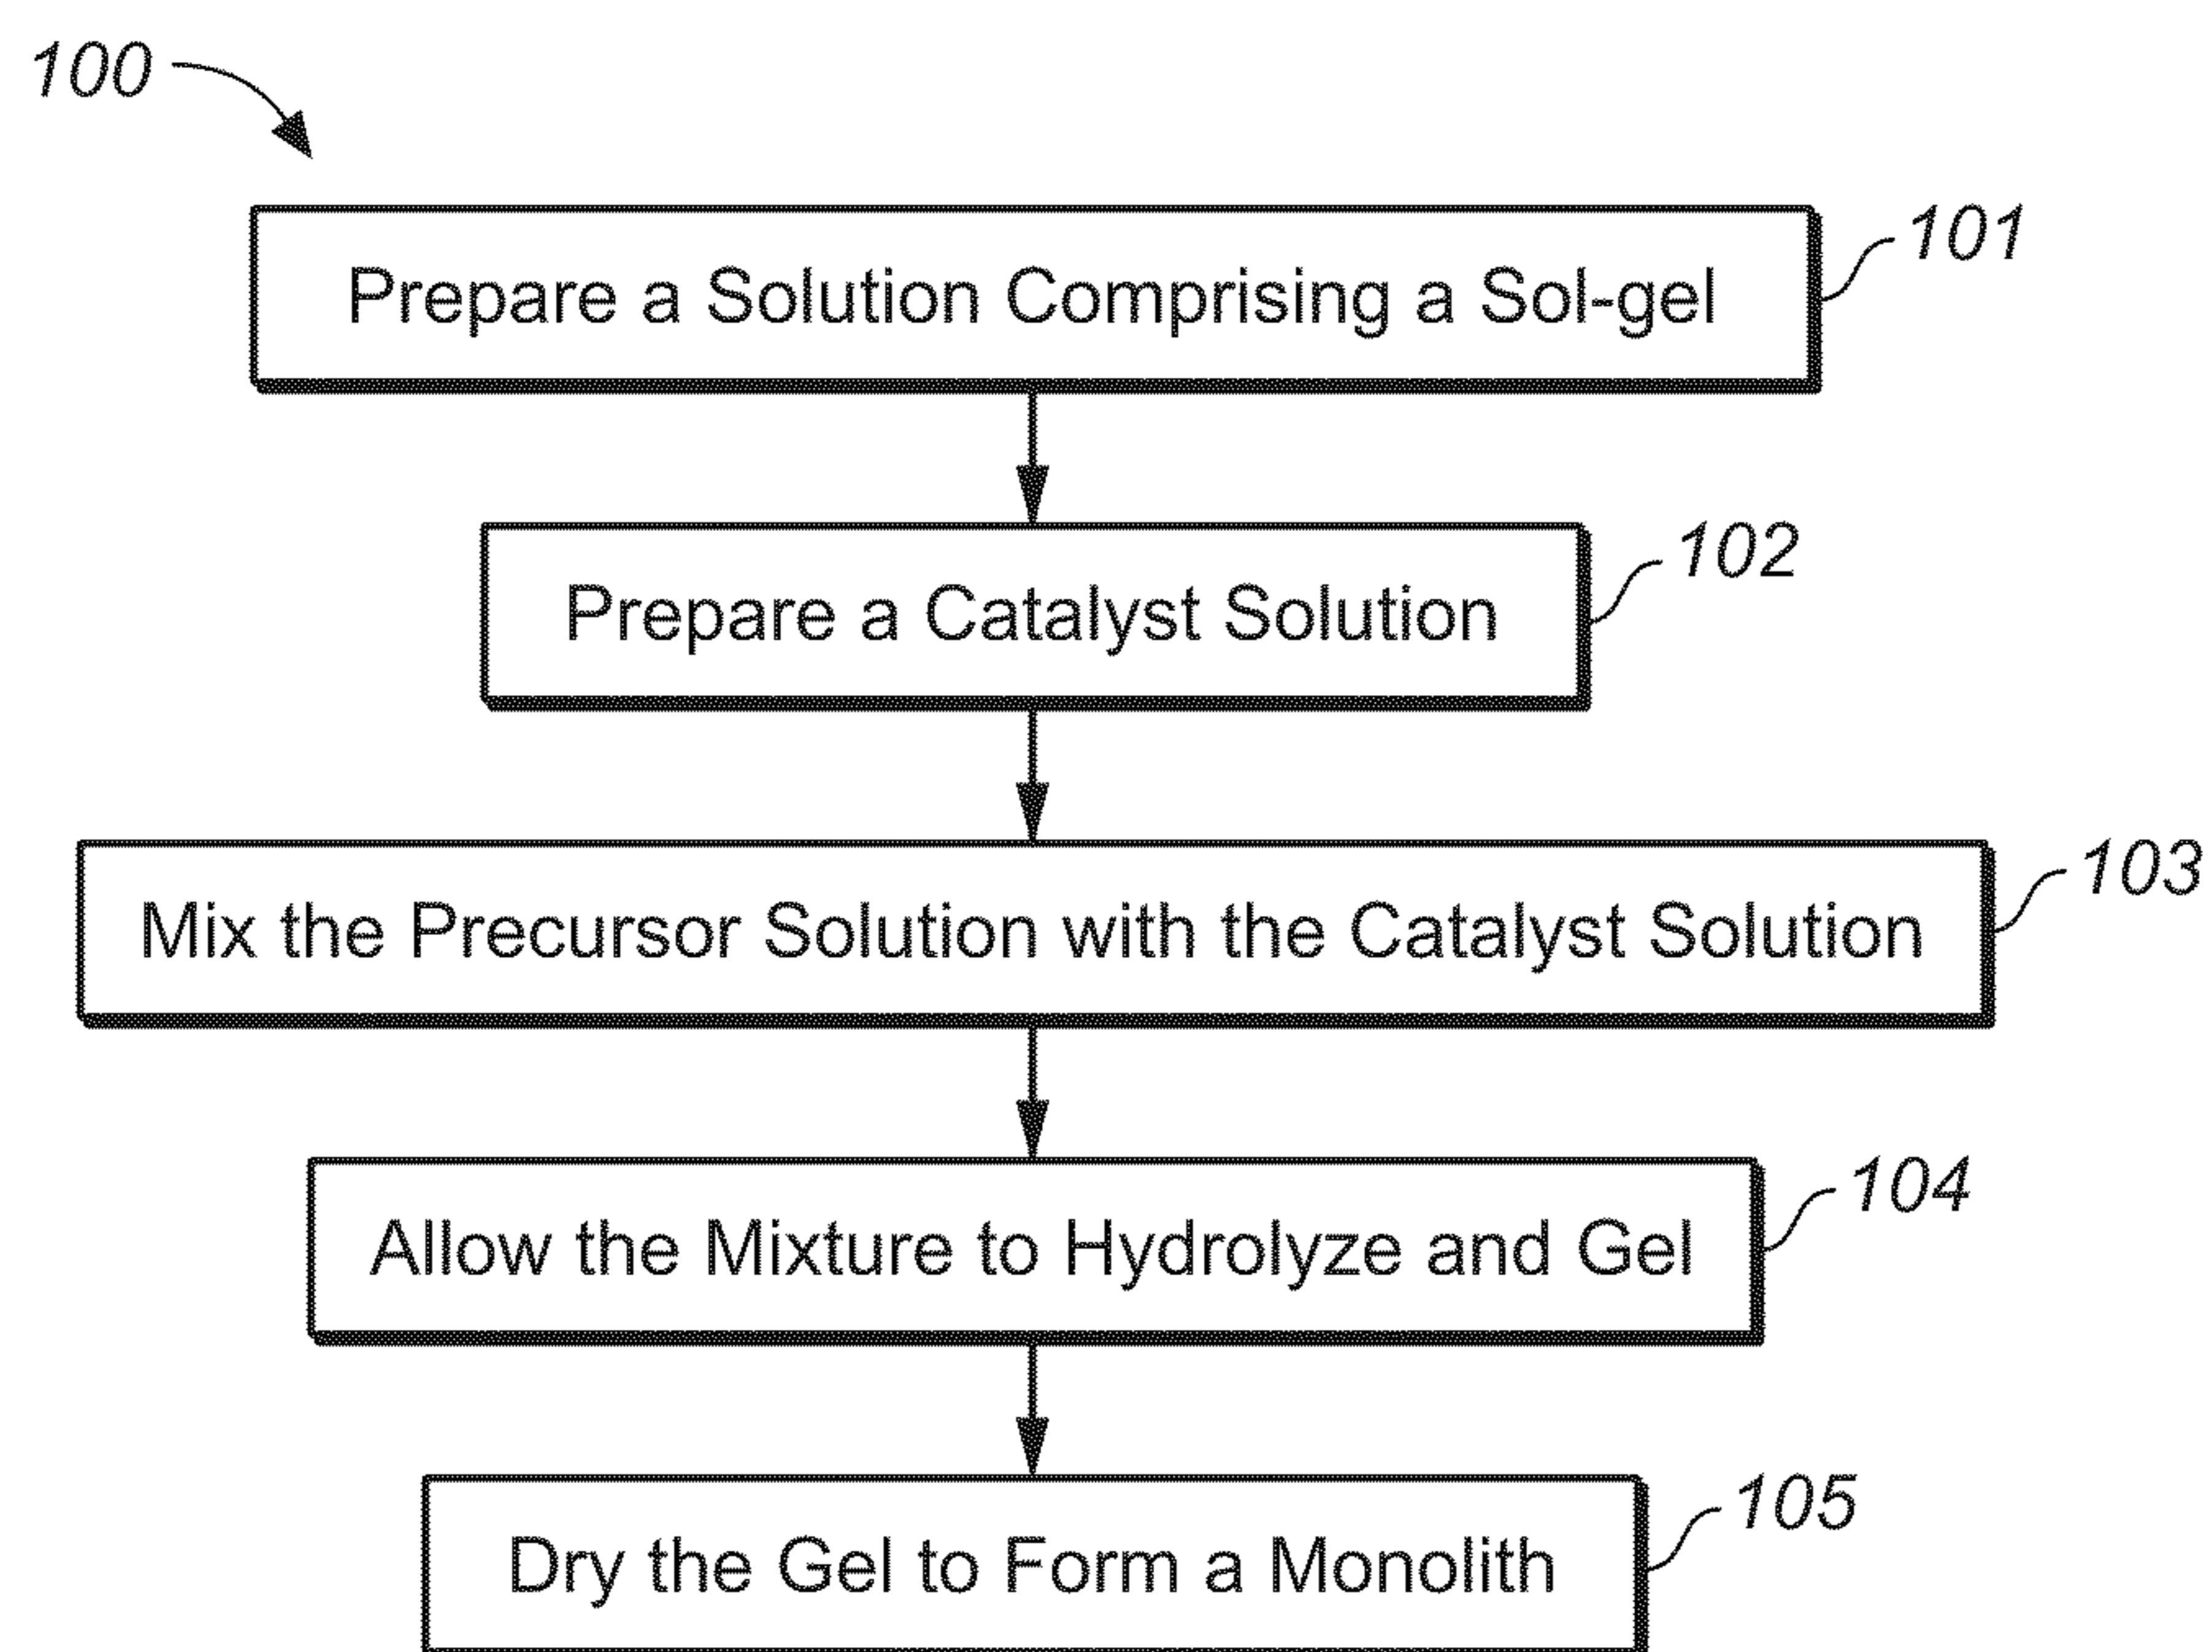 100
Prepare a Solution Comprising a Sol-gel
101
Prepare a Catalyst Solution
102
Mix the Precursor Solution with the Catalyst Solution
103
Allow the Mixture to Hydrolyze and Gel
104
Dry the Gel to Form a Monolith
105